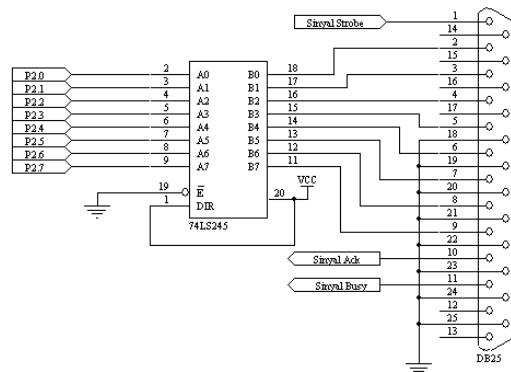 Sinyal Strobe
1
14
2
15
3
16
4
17
5
18
6
19
7
20
8
21
9
22
10
23
11
24
12
25
13
DB25
P2.0
P2.1
P2.2
P2.3
P2.4
P2.5
P2.6
P2.7
2
3
4
5
6
7
8
9
19
1
A0 B0
A1 B1
A2 B2
A3 B3
A4 B4
A5 B5
A6 B6
A7 B7
E
DIR
74LS245
18
17
16
15
14
13
12
11
20
VCC
Sinyal Ack
Sinyal Busy